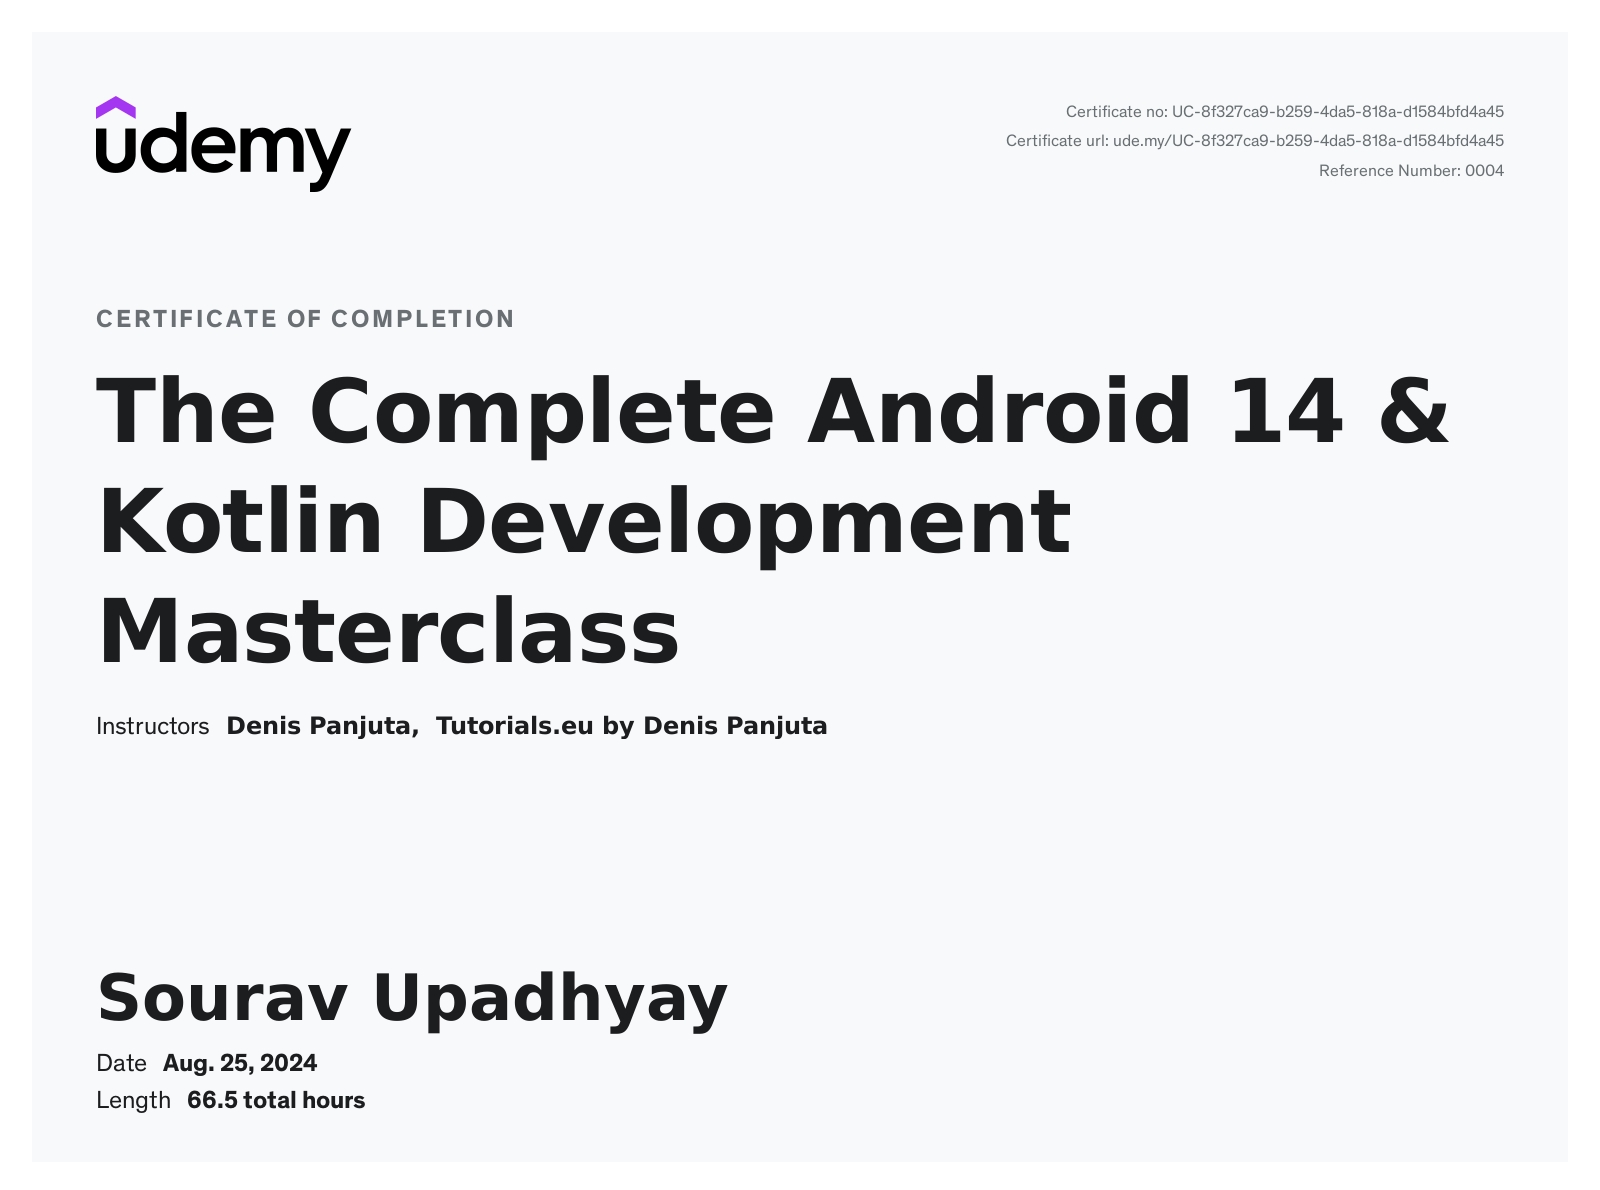 udemy
Certificate no: UC-8f327ca9-b259-4da5-818a-d1584bfd4a45
Certificate url: ude.my/UC-8f327ca9-b259-4da5-818a-d1584bfd4a45
Reference Number: 0004
CERTIFICATE OF COMPLETION
The Complete Android 14 &
Kotlin Development
Masterclass
Instructors Denis Panjuta, Tutorials.eu by Denis Panjuta
Sourav Upadhyay
Date Aug. 25, 2024
Length 66.5 total hours